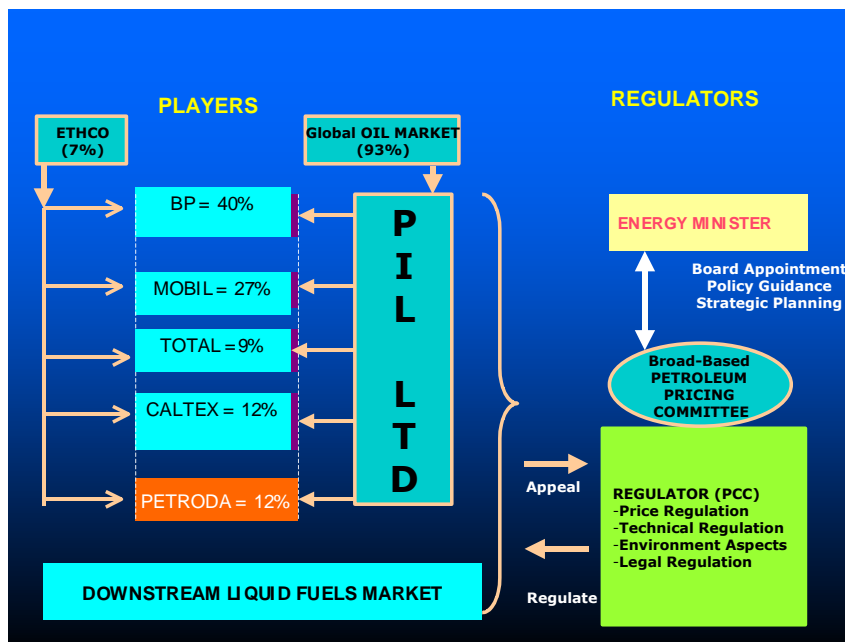 PLAYERS
REGULATORS
ETHCO
(7%)
Global OIL MARKET
(93%)
BP = 40%
MOBIL = 27%
TOTAL =9%
CALTEX = 12%
PETRODA = 12%
P
I
L
L
T
D
ENERGY MINISTER
Board Appointment
Policy Guidance
Strategic Planning
Broad-Based
PETROLEUM
PRICING
COMMITTEE
Appeal
Regulate
REGULATOR (PCC)
-Price Regulation
-Technical Regulation
-Environment Aspects
-Legal Regulation
DOWNSTREAM LIQUID FUELS MARKET